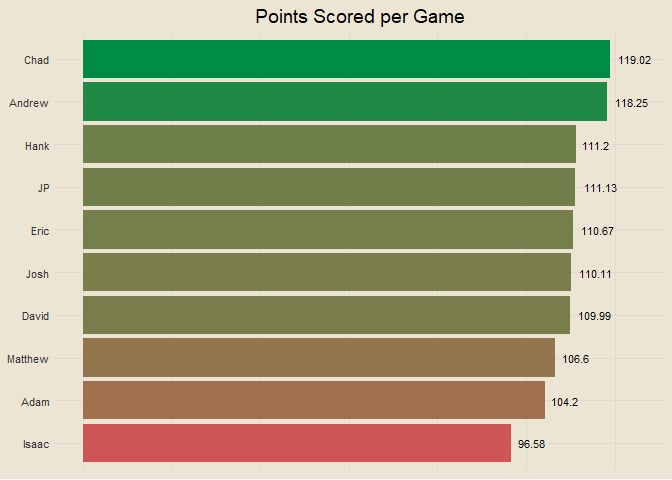 Points Scored per Game
Chad 119.02
Andrew 118.25
Hank 111.2
JP 111.13
Eric 110.67
Josh 110.11
David 109.99
Matthew 106.6
Adam 104.2
Isaac 96.58